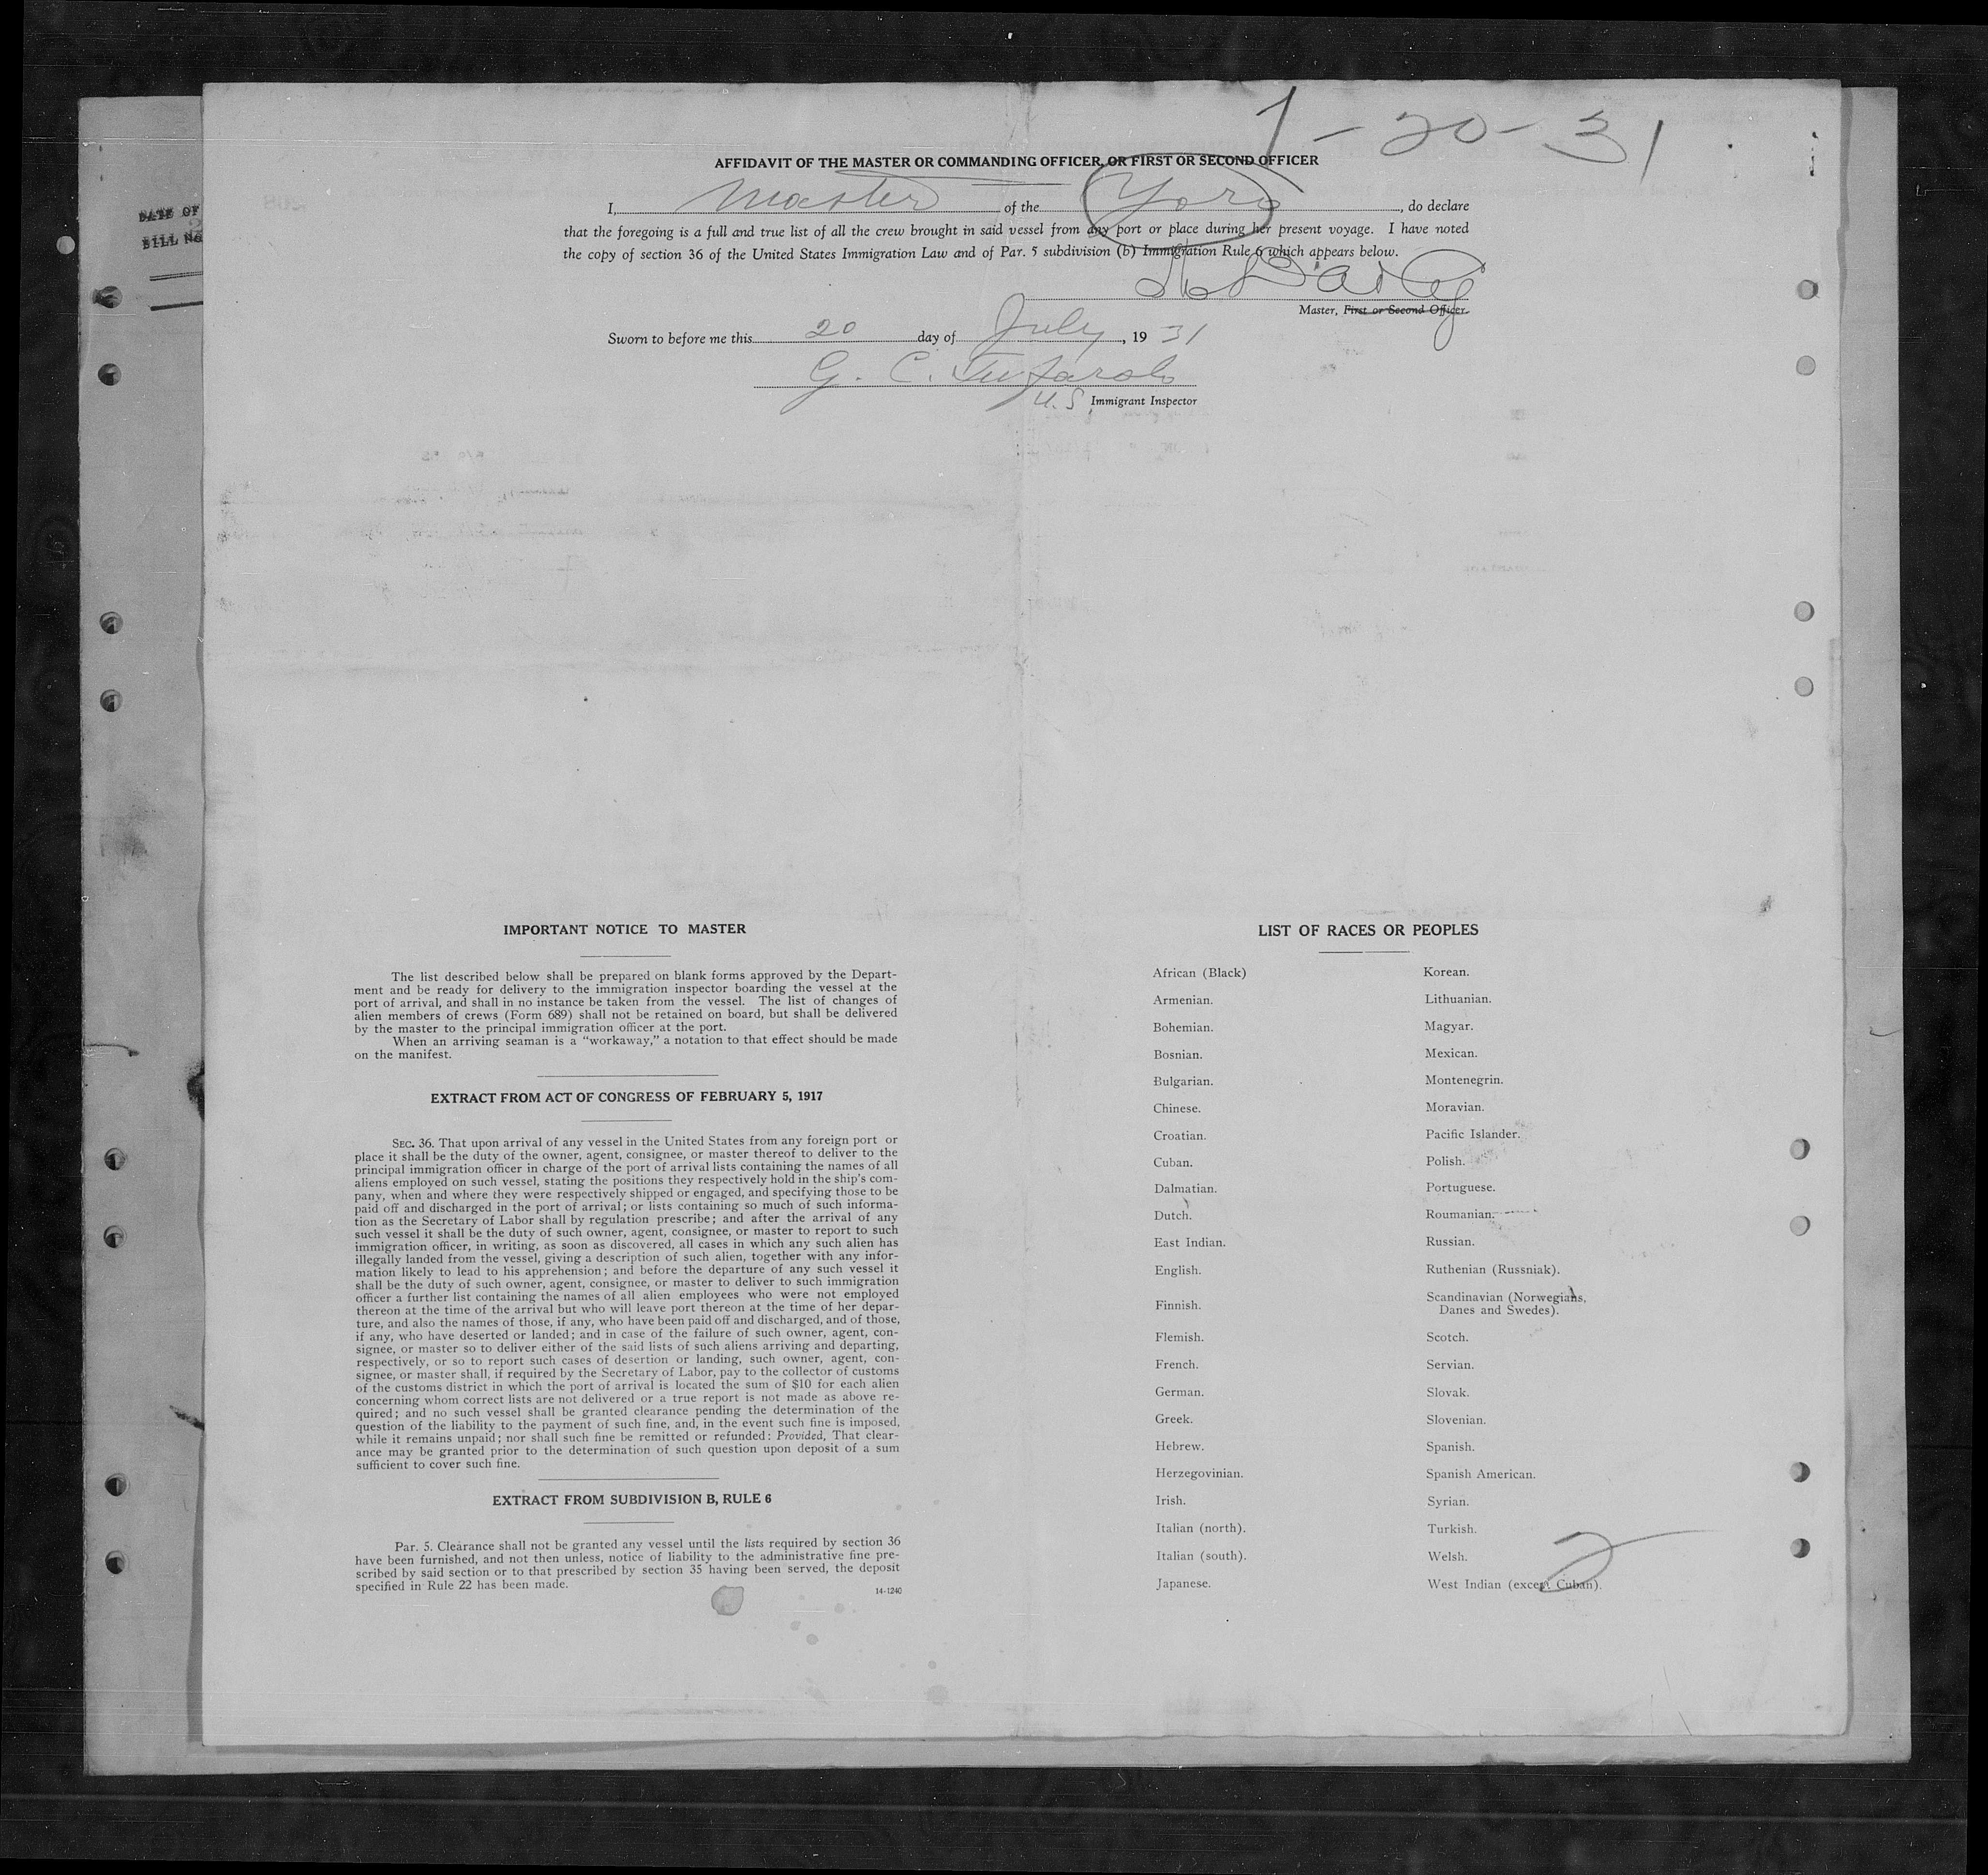 7-20-31
AFFIDAVIT OF THE MASTER OR COMMANDING OFFICER, OR FIRST OR SECOND OFFICER
I, Master of the Yoro, do declare
that the foregoing is a full and true list of all the crew brought in said vessel from any port or place during her present voyage. I have noted
the copy of section 36 of the United States Immigration Law and of Par. 5 subdivision (b) Immigration Rule 6 which appears below.
Master, First or Second Officer.
Sworn to before me this 20 day of July, 19 31
G. C.
U.S. Immigrant Inspector
DATE OF
BILL No
IMPORTANT NOTICE TO MASTER
The list described below shall be prepared on blank forms approved by the Depart-
ment and be ready for delivery to the immigration inspector boarding the vessel at the
port of arrival, and shall in no instance be taken from the vessel. The list of changes of
alien members of crews (Form 689) shall not be retained on board, but shall be delivered
by the master to the principal immigration officer at the port.
When an arriving seaman is a “workaway,” a notation to that effect should be made
on the manifest.
EXTRACT FROM ACT OF CONGRESS OF FEBRUARY 5, 1917
SEC. 36. That upon arrival of any vessel in the United States from any foreign port or
place it shall be the duty of the owner, agent, consignee, or master thereof to deliver to the
principal immigration officer in charge of the port of arrival lists containing the names of all
aliens employed on such vessel, stating the positions they respectively hold in the ship's com-
pany, when and where they were respectively shipped or engaged, and specifying those to be
paid off and discharged in the port of arrival; or lists containing so much of such informa-
tion as the Secretary of Labor shall by regulation prescribe; and after the arrival of any
such vessel it shall be the duty of such owner, agent, consignee, or master to report to such
immigration officer, in writing, as soon as discovered, all cases in which any such alien has
illegally landed from the vessel, giving a description of such alien, together with any infor-
mation likely to lead to his apprehension; and before the departure of any such vessel it
shall be the duty of such owner, agent, consignee, or master to deliver to such immigration
officer a further list containing the names of all alien employees who were not employed
thereon at the time of the arrival but who will leave port thereon at the time of her depar-
ture, and also the names of those, if any, who have been paid off and discharged, and of those,
if any, who have deserted or landed; and in case of the failure of such owner, agent, con-
signee, or master so to deliver either of the said lists of such aliens arriving and departing,
respectively, or so to report such cases of desertion or landing, such owner, agent, con-
signee, or master shall, if required by the Secretary of Labor, pay to the collector of customs
of the customs district in which the port of arrival is located the sum of $10 for each alien
concerning whom correct lists are not delivered or a true report is not made as above re-
quired; and no such vessel shall be granted clearance pending the determination of the
question of the liability to the payment of such fine, and, in the event such fine is imposed,
while it remains unpaid; nor shall such fine be remitted or refunded: Provided, That clear-
ance may be granted prior to the determination of such question upon deposit of a sum
sufficient to cover such fine.
EXTRACT FROM SUBDIVISION B, RULE 6
Par. 5. Clearance shall not be granted any vessel until the lists required by section 36
have been furnished, and not then unless, notice of liability to the administrative fine pre-
scribed by said section or to that prescribed by section 35 having been served, the deposit
specified in Rule 22 has been made.
14-1240
LIST OF RACES OR PEOPLES
African (Black)
Armenian.
Bohemian.
Bosnian.
Bulgarian.
Chinese.
Croatian.
Cuban.
Dalmatian.
Dutch.
East Indian.
English.
Finnish.
Flemish.
French.
German.
Greek.
Hebrew.
Herzegovinian.
Irish.
Italian (north).
Italian (south).
Japanese.
Korean.
Lithuanian.
Magyar.
Mexican.
Montenegrin.
Moravian.
Pacific Islander.
Polish.
Portuguese.
Roumanian.
Russian.
Ruthenian (Russniak).
Scandinavian (Norwegians,
Danes and Swedes).
Scotch.
Servian.
Slovak.
Slovenian.
Spanish.
Spanish American.
Syrian.
Turkish.
Welsh.
West Indian (except Cuban).
2